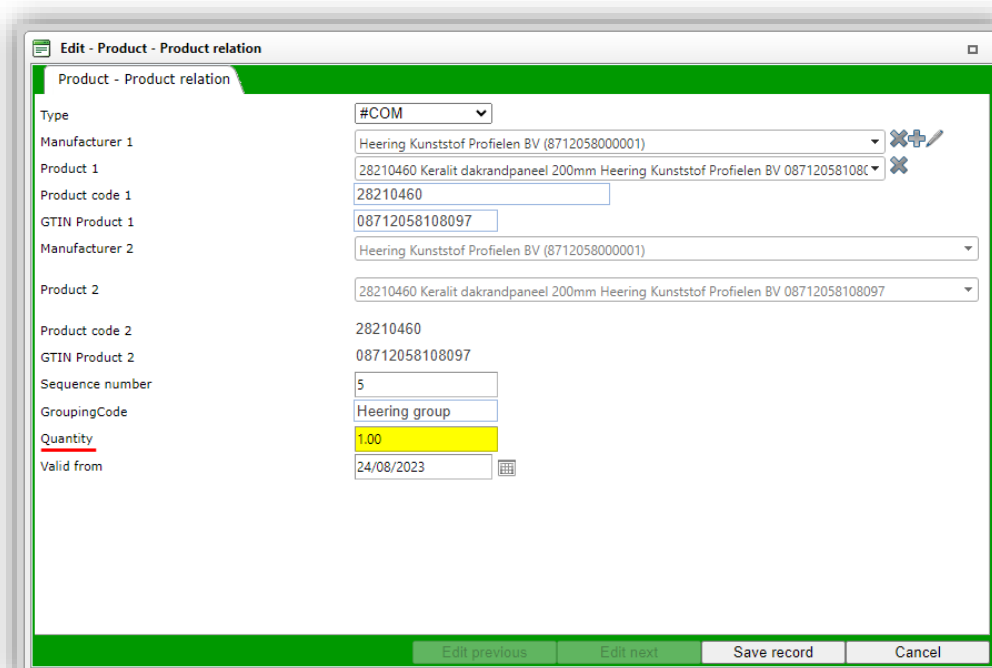 Edit - Product - Product relation
Product - Product relation
Type #COM
Manufacturer 1 Heering Kunststof Profielen BV (8712058000001)
Product 1 28210460 Keralit dakrandpaneel 200mm Heering Kunststof Profielen BV 087120581080
Product code 1 28210460
GTIN Product 1 08712058108097
Manufacturer 2 Heering Kunststof Profielen BV (8712058000001)
Product 2 28210460 Keralit dakrandpaneel 200mm Heering Kunststof Profielen BV 08712058108097
Product code 2 28210460
GTIN Product 2 08712058108097
Sequence number 5
GroupingCode Heering group
Quantity 1.00
Valid from 24/08/2023
Edit previous Edit next Save record Cancel